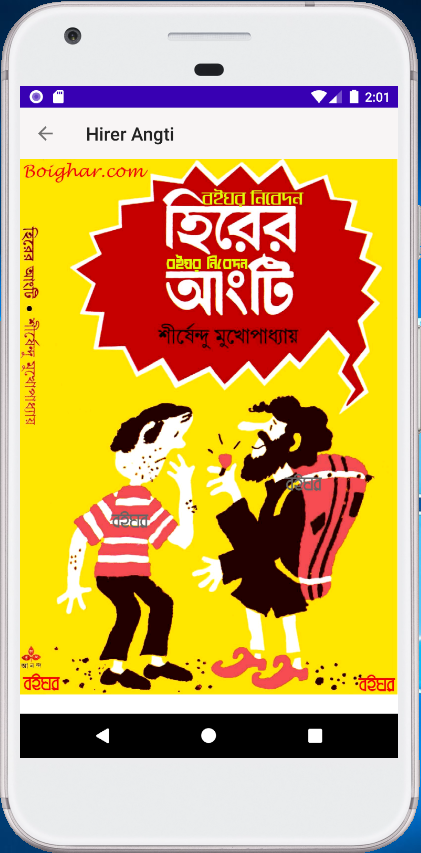 2:01
Hirer Angti
Boighar.com
বইঘর নিবেদন
হিরের
বইঘর নিবেদন
আংটি
শীর্ষেন্দু মুখোপাধ্যায়
হিরের আংটি • শীর্ষেন্দু মুখোপাধ্যায়
বইঘর
বইঘর
আনন্দ
বইঘর
বইঘর